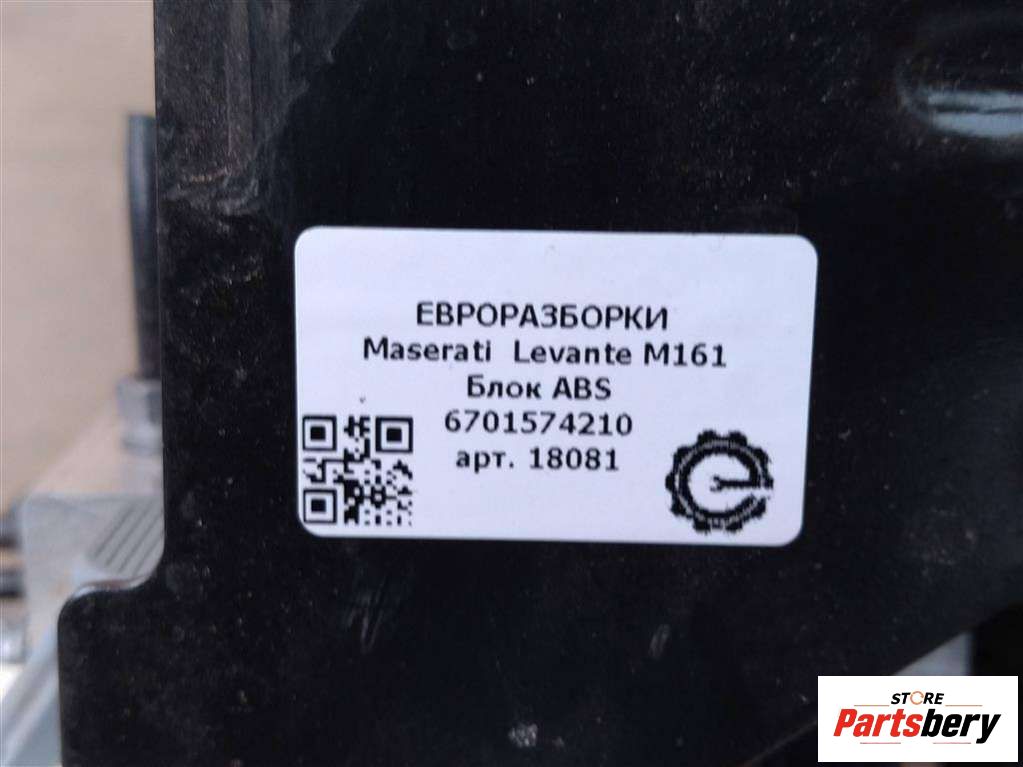 ЕВРОРАЗБОРКИ
Maserati Levante M161
Блок ABS
6701574210
арт. 18081
STORE
Partsbery